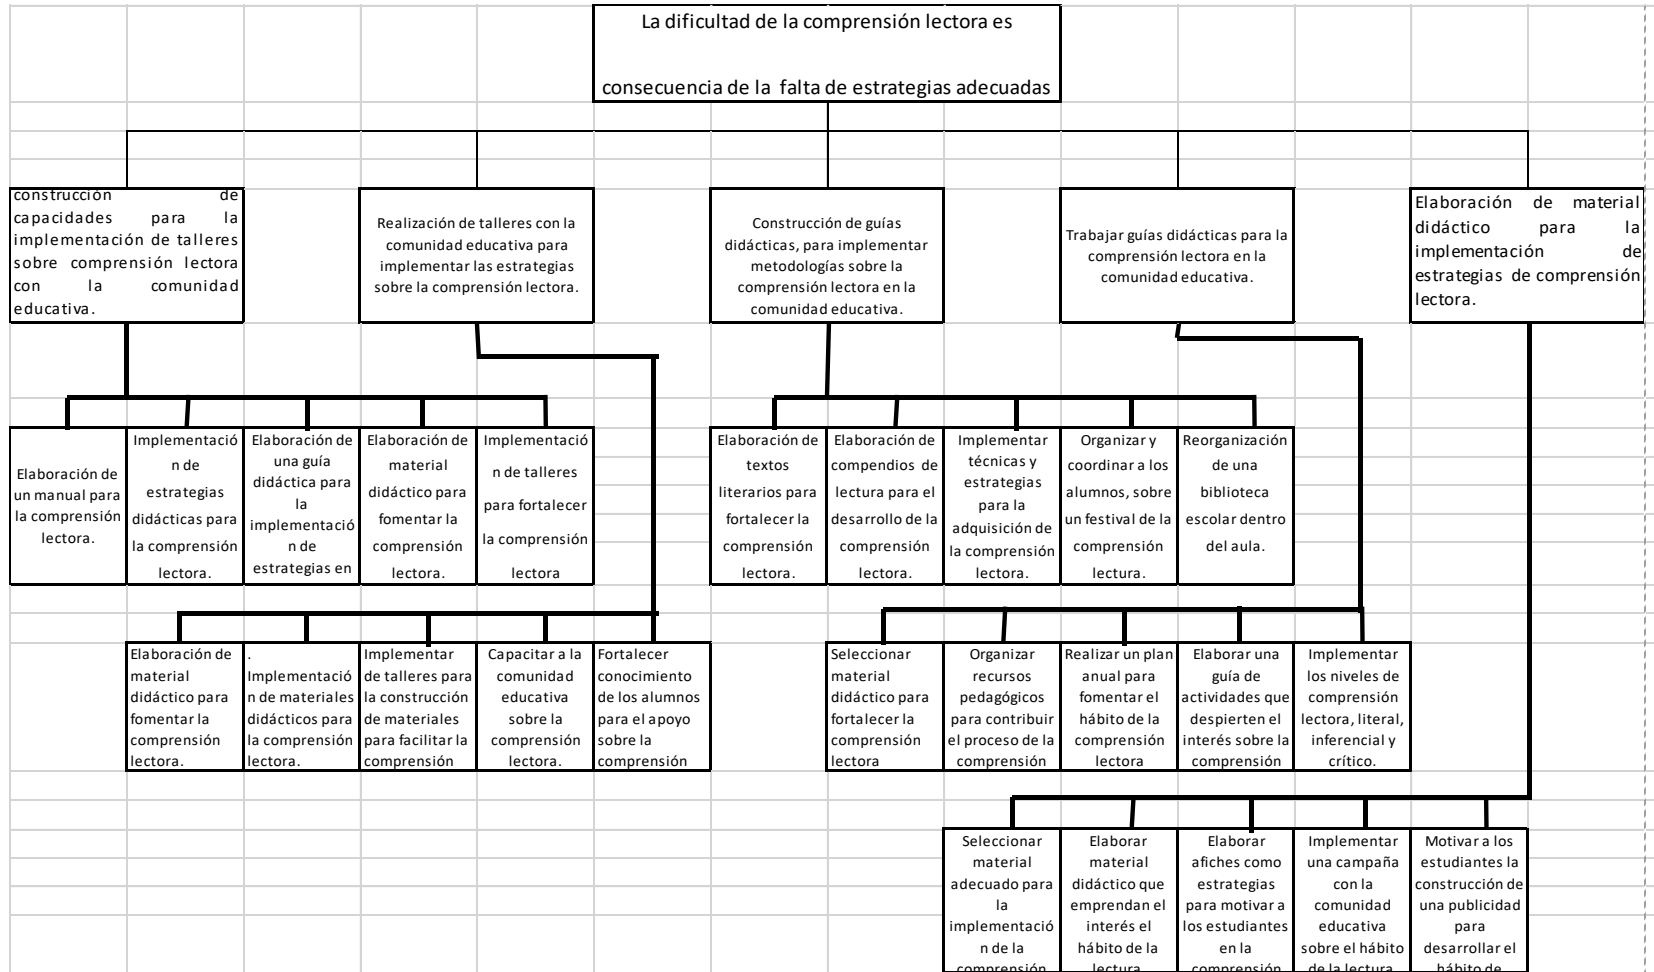 La dificultad de la comprensión lectora es
consecuencia de la falta de estrategias adecuadas
construcción de
capacidades para la
implementación de talleres
sobre comprensión lectora
con la comunidad
educativa.
Realización de talleres con la
comunidad educativa para
implementar las estrategias
sobre la comprensión lectora.
Construcción de guías
didácticas, para implementar
metodologías sobre la
comprensión lectora en la
comunidad educativa.
Trabajar guías didácticas para la
comprensión lectora en la
comunidad educativa.
Elaboración de material
didáctico para la
implementación de
estrategias de comprensión
lectora.
Elaboración de
un manual para
la comprensión
lectora.
Implementació
n de
estrategias
didácticas para
la comprensión
lectora.
Elaboración de
una guía
didáctica para
la
implementació
n de
estrategias en
Elaboración de
material
didáctico para
fomentar la
comprensión
lectora.
Implementació
n de talleres
para fortalecer
la comprensión
lectora
Elaboración de
textos
literarios para
fortalecer la
comprensión
lectora.
Elaboración de
compendios de
lectura para el
desarrollo de la
comprensión
lectora.
Implementar
técnicas y
estrategias
para la
adquisición de
la comprensión
lectora.
Organizar y
coordinar a los
alumnos, sobre
un festival de la
comprensión
lectura.
Reorganización
de una
biblioteca
escolar dentro
del aula.
Elaboración de
material
didáctico para
fomentar la
comprensión
lectora.
.
Implementació
n de materiales
didácticos para
la comprensión
lectora.
Implementar
de talleres para
la construcción
de materiales
para facilitar la
comprensión
Capacitar a la
comunidad
educativa
sobre la
comprensión
lectora.
Fortalecer
conocimiento
de los alumnos
para el apoyo
sobre la
comprensión
Seleccionar
material
didáctico para
fortalecer la
comprensión
lectora
Organizar
recursos
pedagógicos
para contribuir
el proceso de la
comprensión
Realizar un plan
anual para
fomentar el
hábito de la
comprensión
lectora
Elaborar una
guía de
actividades que
despierten el
interés sobre la
comprensión
Implementar
los niveles de
comprensión
lectora, literal,
inferencial y
crítico.
Seleccionar
material
adecuado para
la
implementació
n de la
comprensión
Elaborar
material
didáctico que
emprendan el
interés el
hábito de la
lectura
Elaborar
afiches como
estrategias
para motivar a
los estudiantes
en la
comprensión
Implementar
una campaña
con la
comunidad
educativa
sobre el hábito
de la lectura
Motivar a los
estudiantes la
construcción de
una publicidad
para
desarrollar el
hábito de